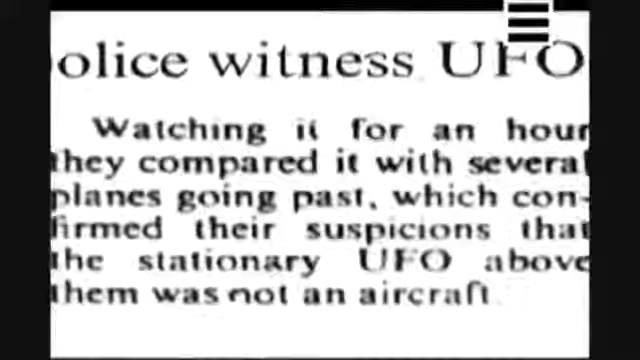 olice witness UFO
Watching it for an hour
they compared it with several
planes going past, which con-
firmed their suspicions that
the stationary UFO above
them was not an aircraft